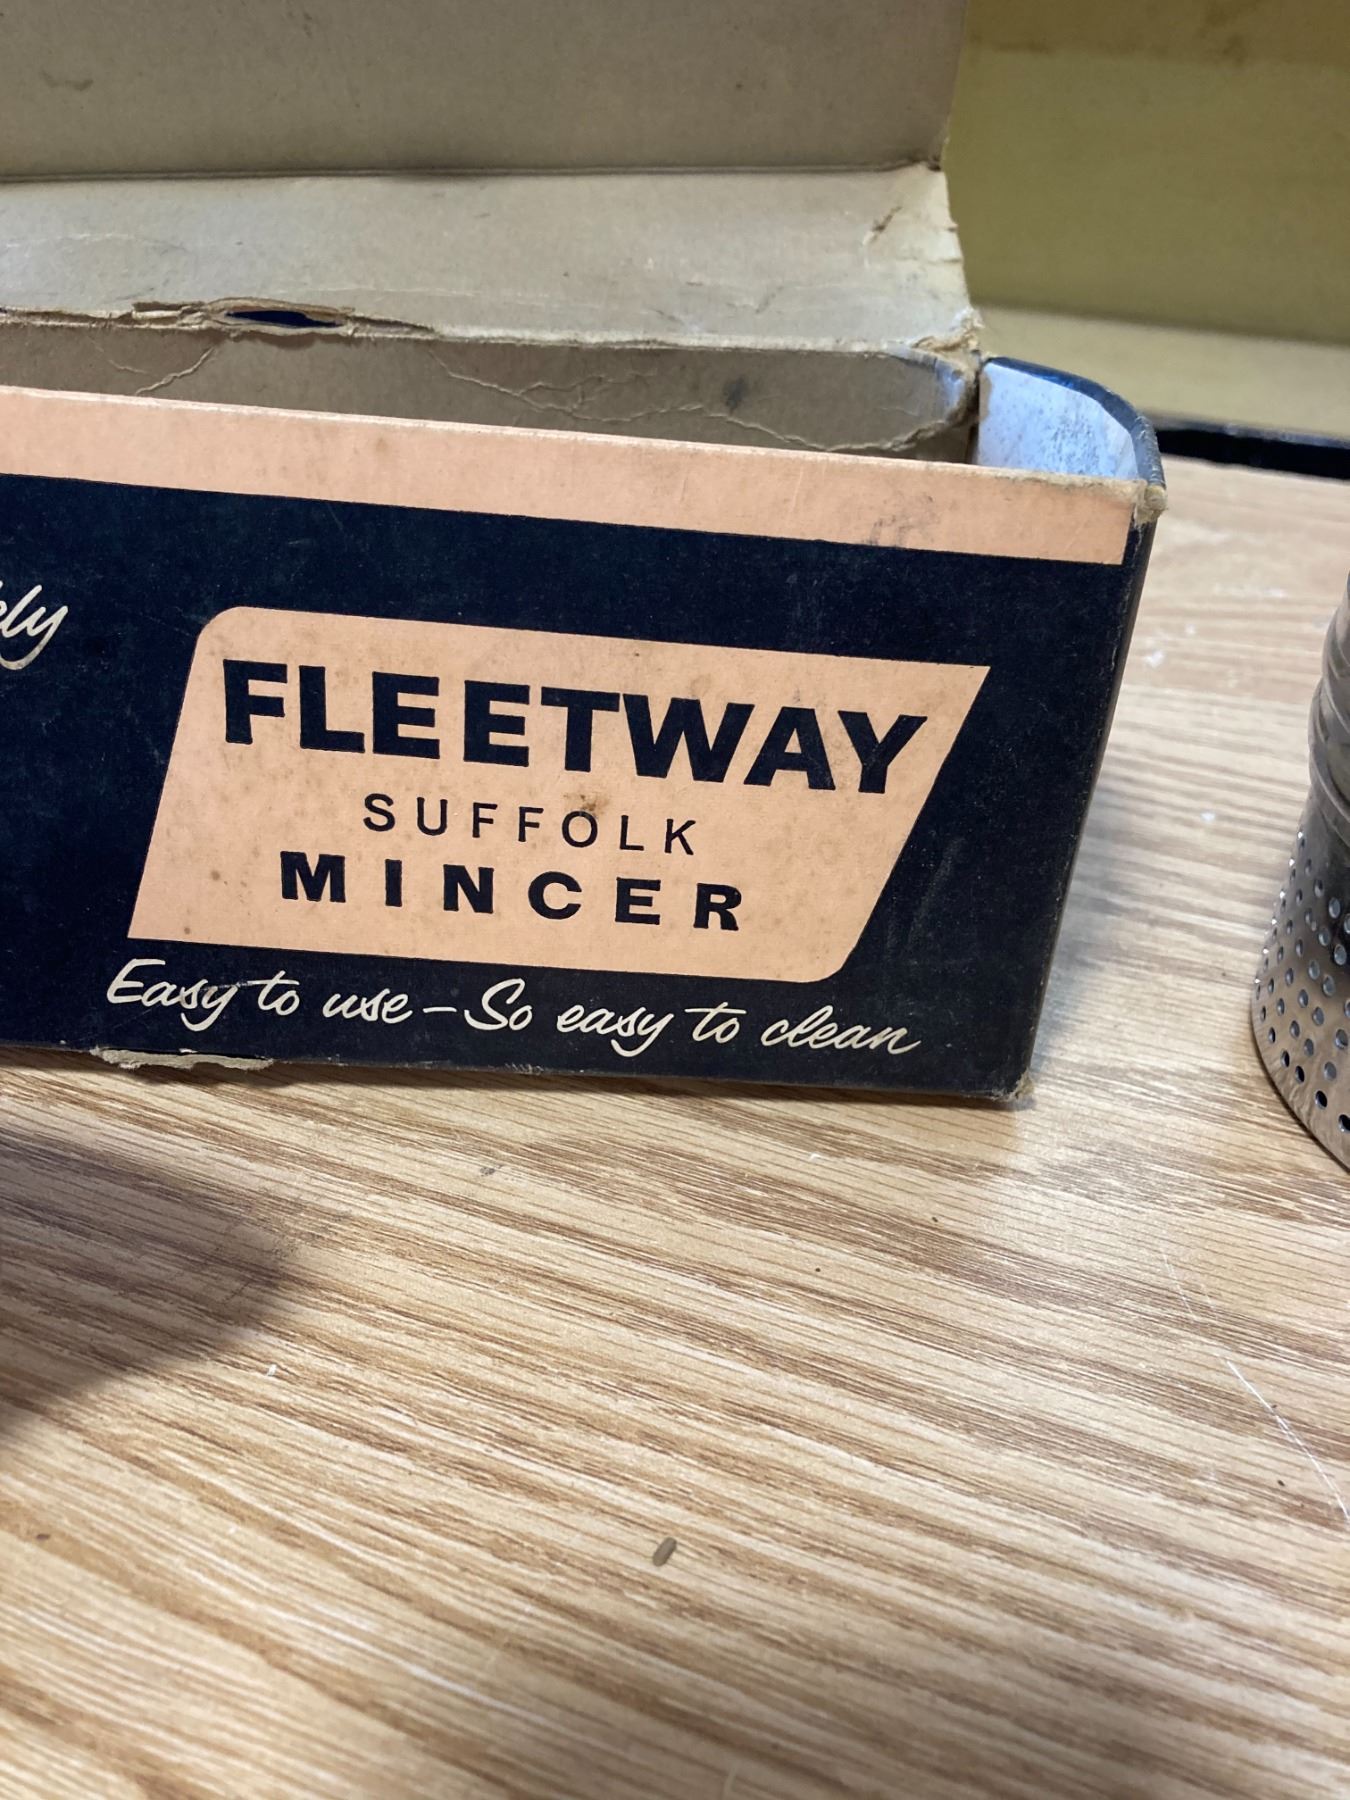 FLEETWAY
SUFFOLK
MINCER
Easy to use – So easy to clean